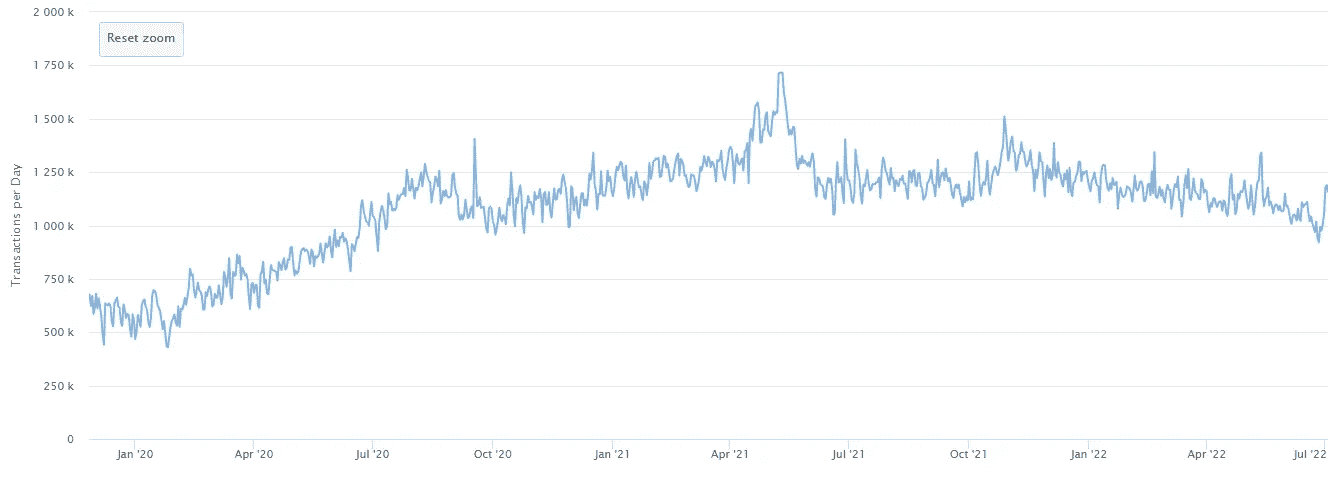 2 000 k
Reset zoom
1 750 k
1 500 k
1 250 k
1 000 k
750 k
500 k
250 k
0
Transactions per Day
Jan '20
Apr '20
Jul '20
Oct '20
Jan '21
Apr '21
Jul '21
Oct '21
Jan '22
Apr '22
Jul '22